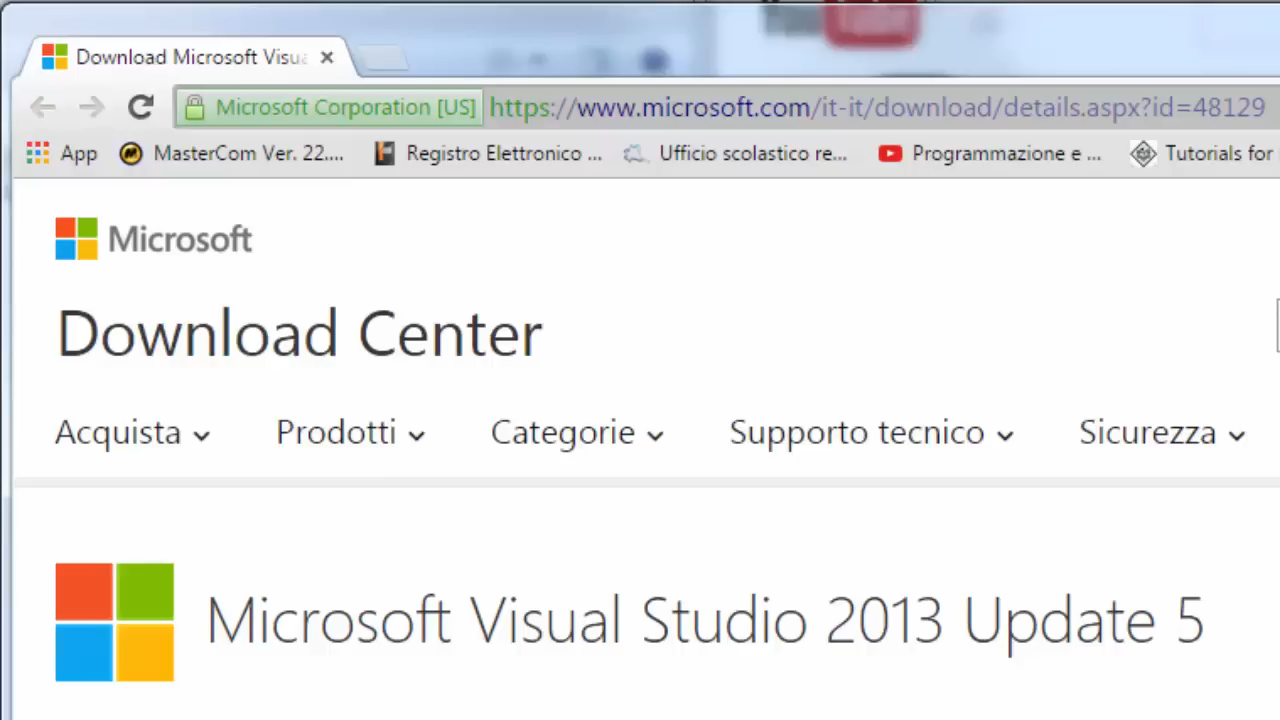 Download Microsoft Visua
Microsoft Corporation [US] https://www.microsoft.com/it-it/download/details.aspx?id=48129
App MasterCom Ver. 22.... Registro Elettronico ... Ufficio scolastico re... Programmazione e ... Tutorials for
Microsoft
Download Center
Acquista Prodotti Categorie Supporto tecnico Sicurezza
Microsoft Visual Studio 2013 Update 5